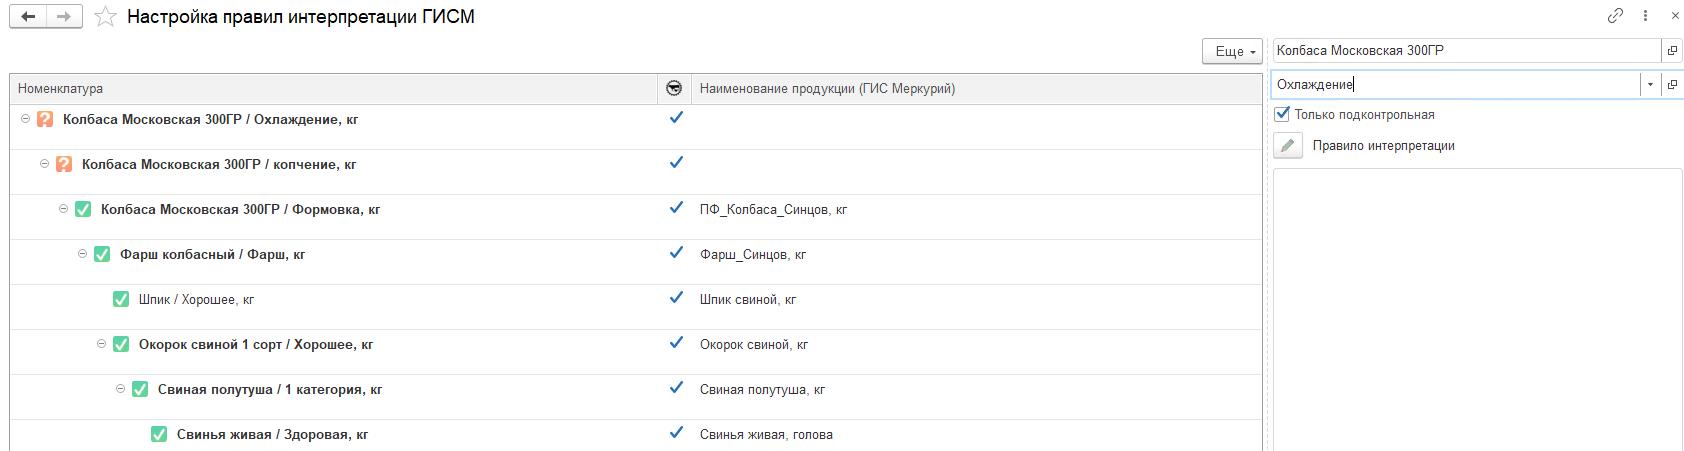 Настройка правил интерпретации ГИСМ
Еще
Колбаса Московская 300ГР
Охлаждение
Только подконтрольная
Правило интерпретации
Номенклатура Наименование продукции (ГИС Меркурий)
Колбаса Московская 300ГР / Охлаждение, кг
Колбаса Московская 300ГР / копчение, кг
Колбаса Московская 300ГР / Формовка, кг ПФ_Колбаса_Синцов, кг
Фарш колбасный / Фарш, кг Фарш_Синцов, кг
Шпик / Хорошее, кг Шпик свиной, кг
Окорок свиной 1 сорт / Хорошее, кг Окорок свиной, кг
Свиная полутуша / 1 категория, кг Свиная полутуша, кг
Свинья живая / Здоровая, кг Свинья живая, голова